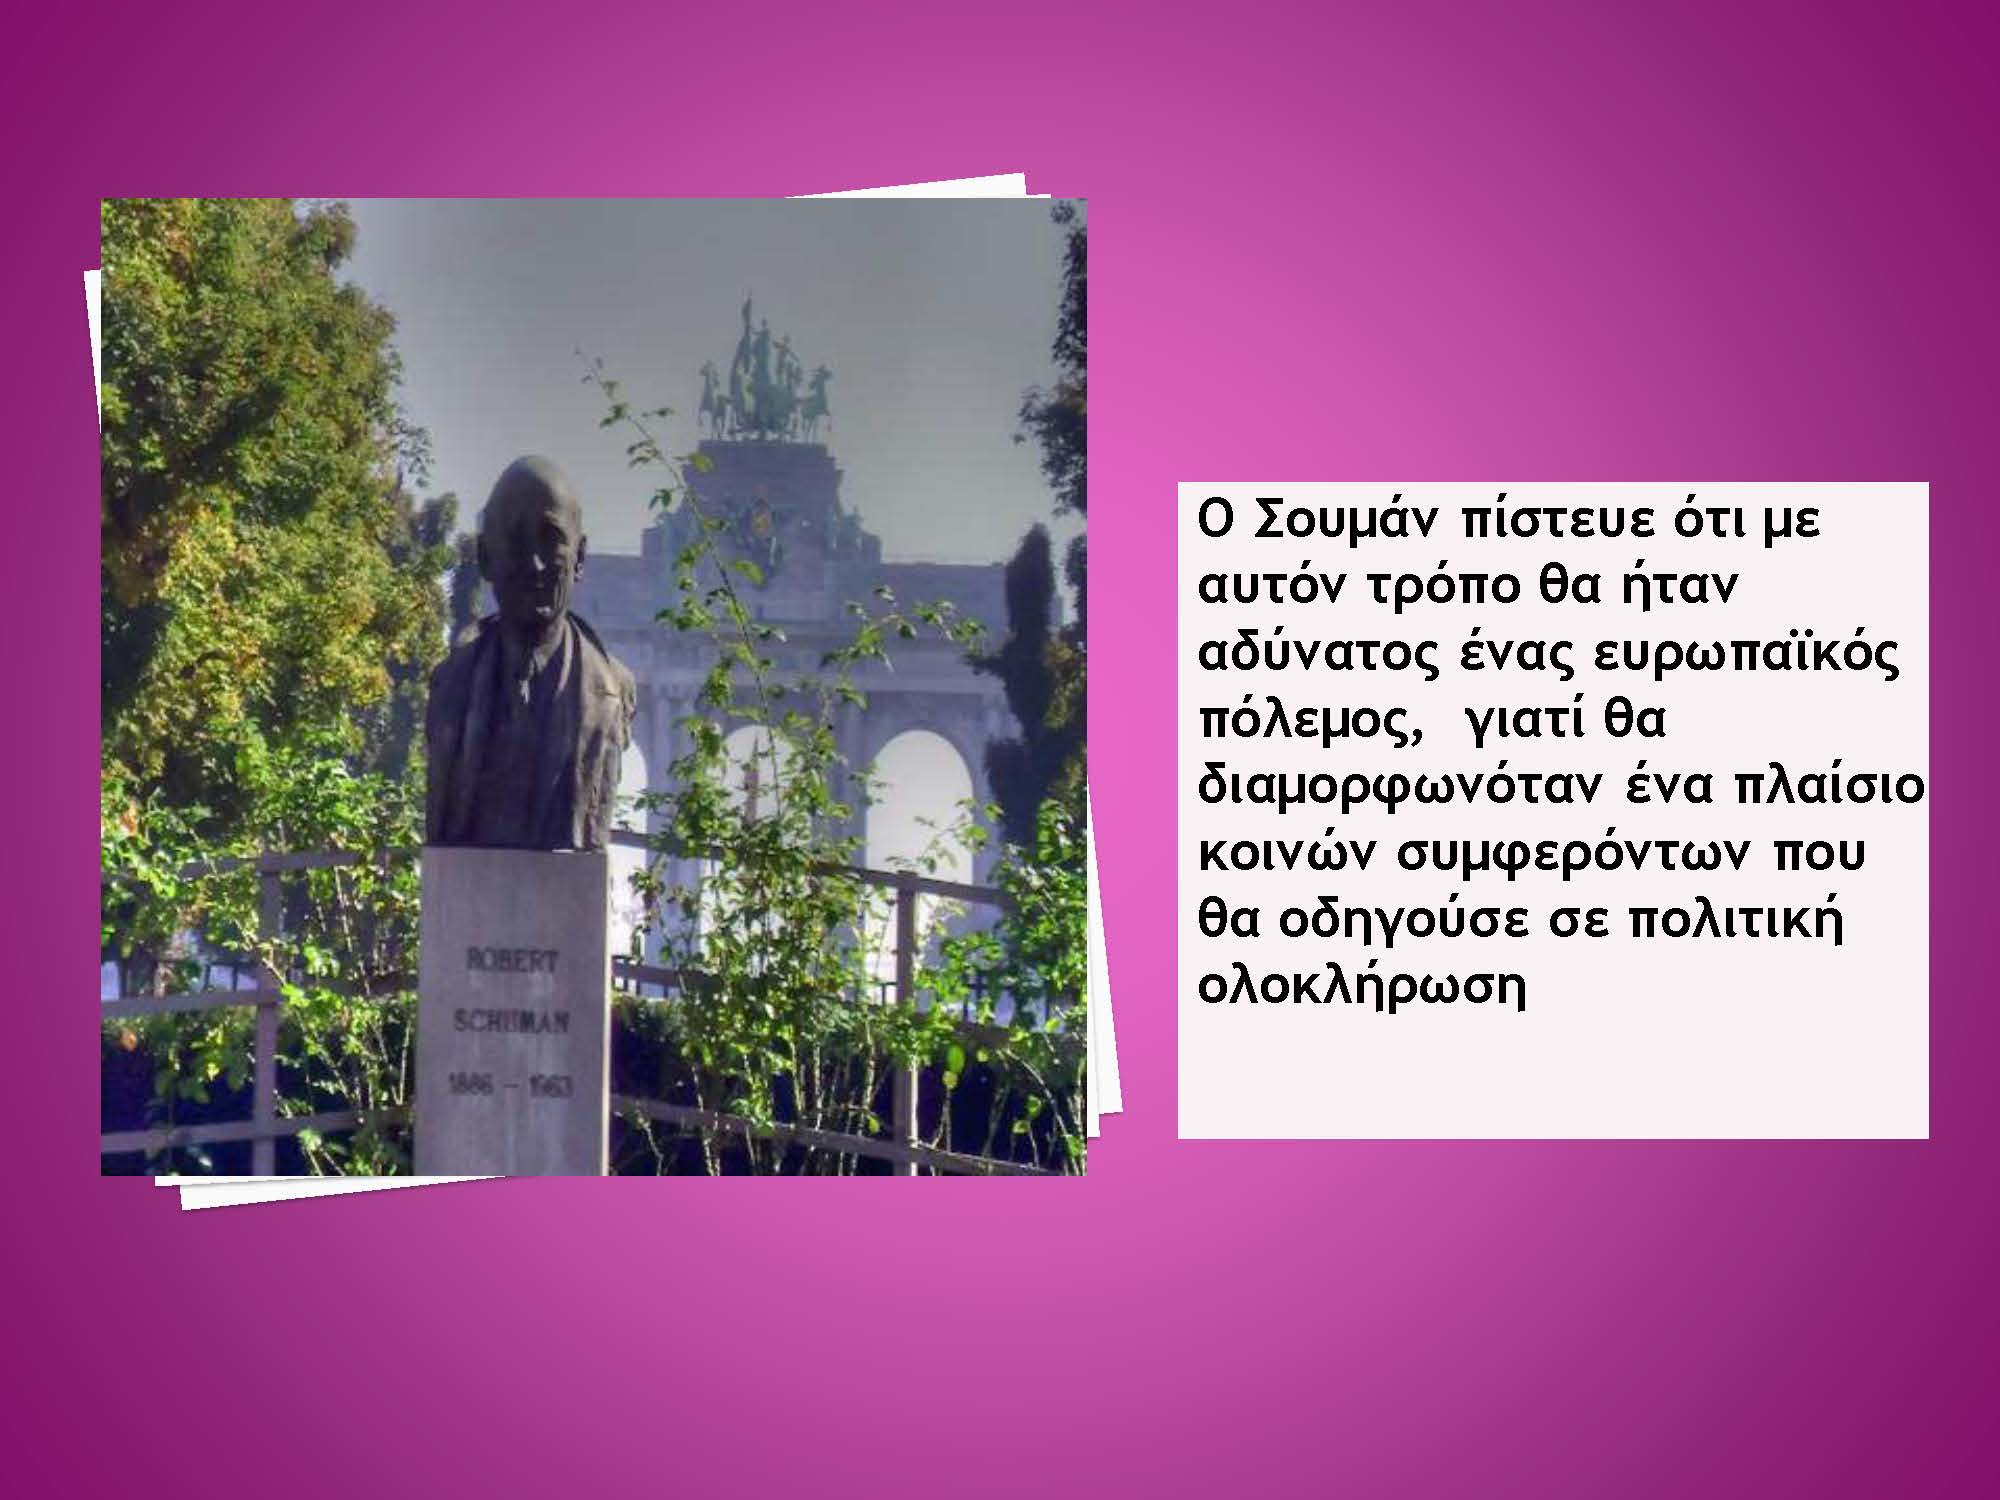 ROBERT
SCHUMAN
1886 – 1963
Ο Σουμάν πίστευε ότι με
αυτόν τρόπο θα ήταν
αδύνατος ένας ευρωπαϊκός
πόλεμος,  γιατί θα
διαμορφωνόταν ένα πλαίσιο
κοινών συμφερόντων που
θα οδηγούσε σε πολιτική
ολοκλήρωση